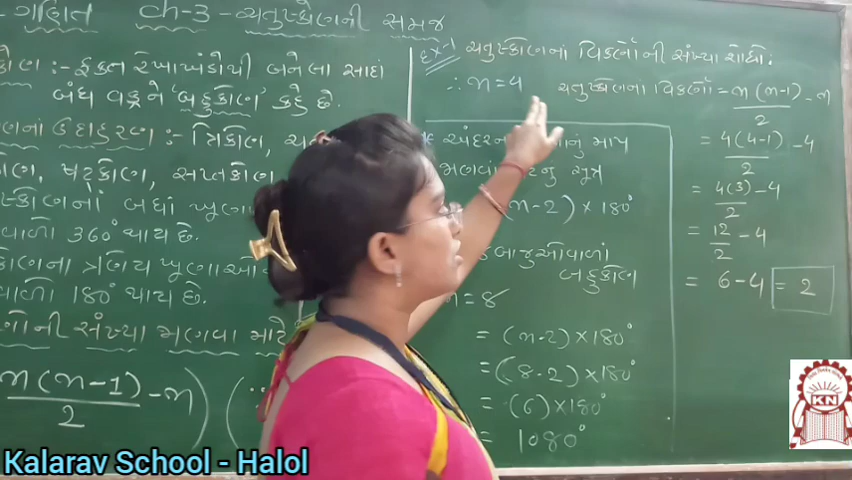 ગણિત ch-3 - ચતુષ્કોણની સમજ
કોણ :- ફક્ત રેખાખંડોથી બનેલા સાદા
બંધ વક્રને 'બહુકોણ' કહે છે.
ના ઉદાહરણ :- ત્રિકોણ,
કોણ, ષટ્કોણ, સપ્તકોણ
ષ્કોણનાં બધાં
વાળો 360° થાય છે.
કોણના ત્રણેય ખૂણાઓ
વાળો 180° થાય છે.
ની સંખ્યા ગણવા માટે
n(n-1)/2 - n) (
Ex-1 ચતુષ્કોણનાં વિકર્ણોની સંખ્યા શોધો.
∴ n = 4 ચતુષ્કોણના વિકર્ણો = n(n-1)/2 - n
= 4(4-1)/2 - 4
= 4(3)-4
2
= 12/2 - 4
= 6-4 = 2
* અંદરના નું માપ
સૂત્ર
(n-2) × 180°
બાજુઓવાળાં
બહુકોણ
n = 8
= (n-2) × 180°
= (8-2) × 180°
= (6) × 180°
= 1080°
KN
Kalarav School - Halol